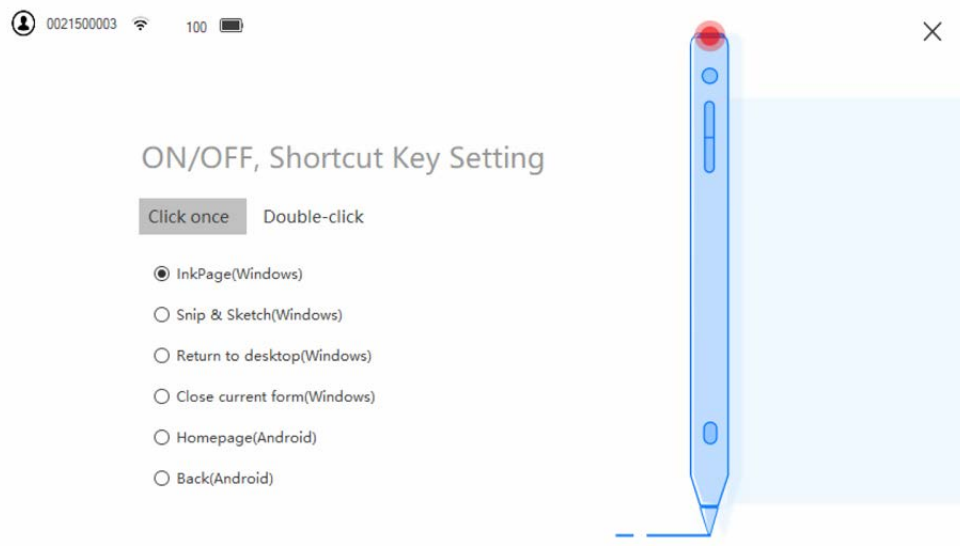 0021500003 100
ON/OFF, Shortcut Key Setting
Click once Double-click
InkPage(Windows)
Snip & Sketch(Windows)
Return to desktop(Windows)
Close current form(Windows)
Homepage(Android)
Back(Android)